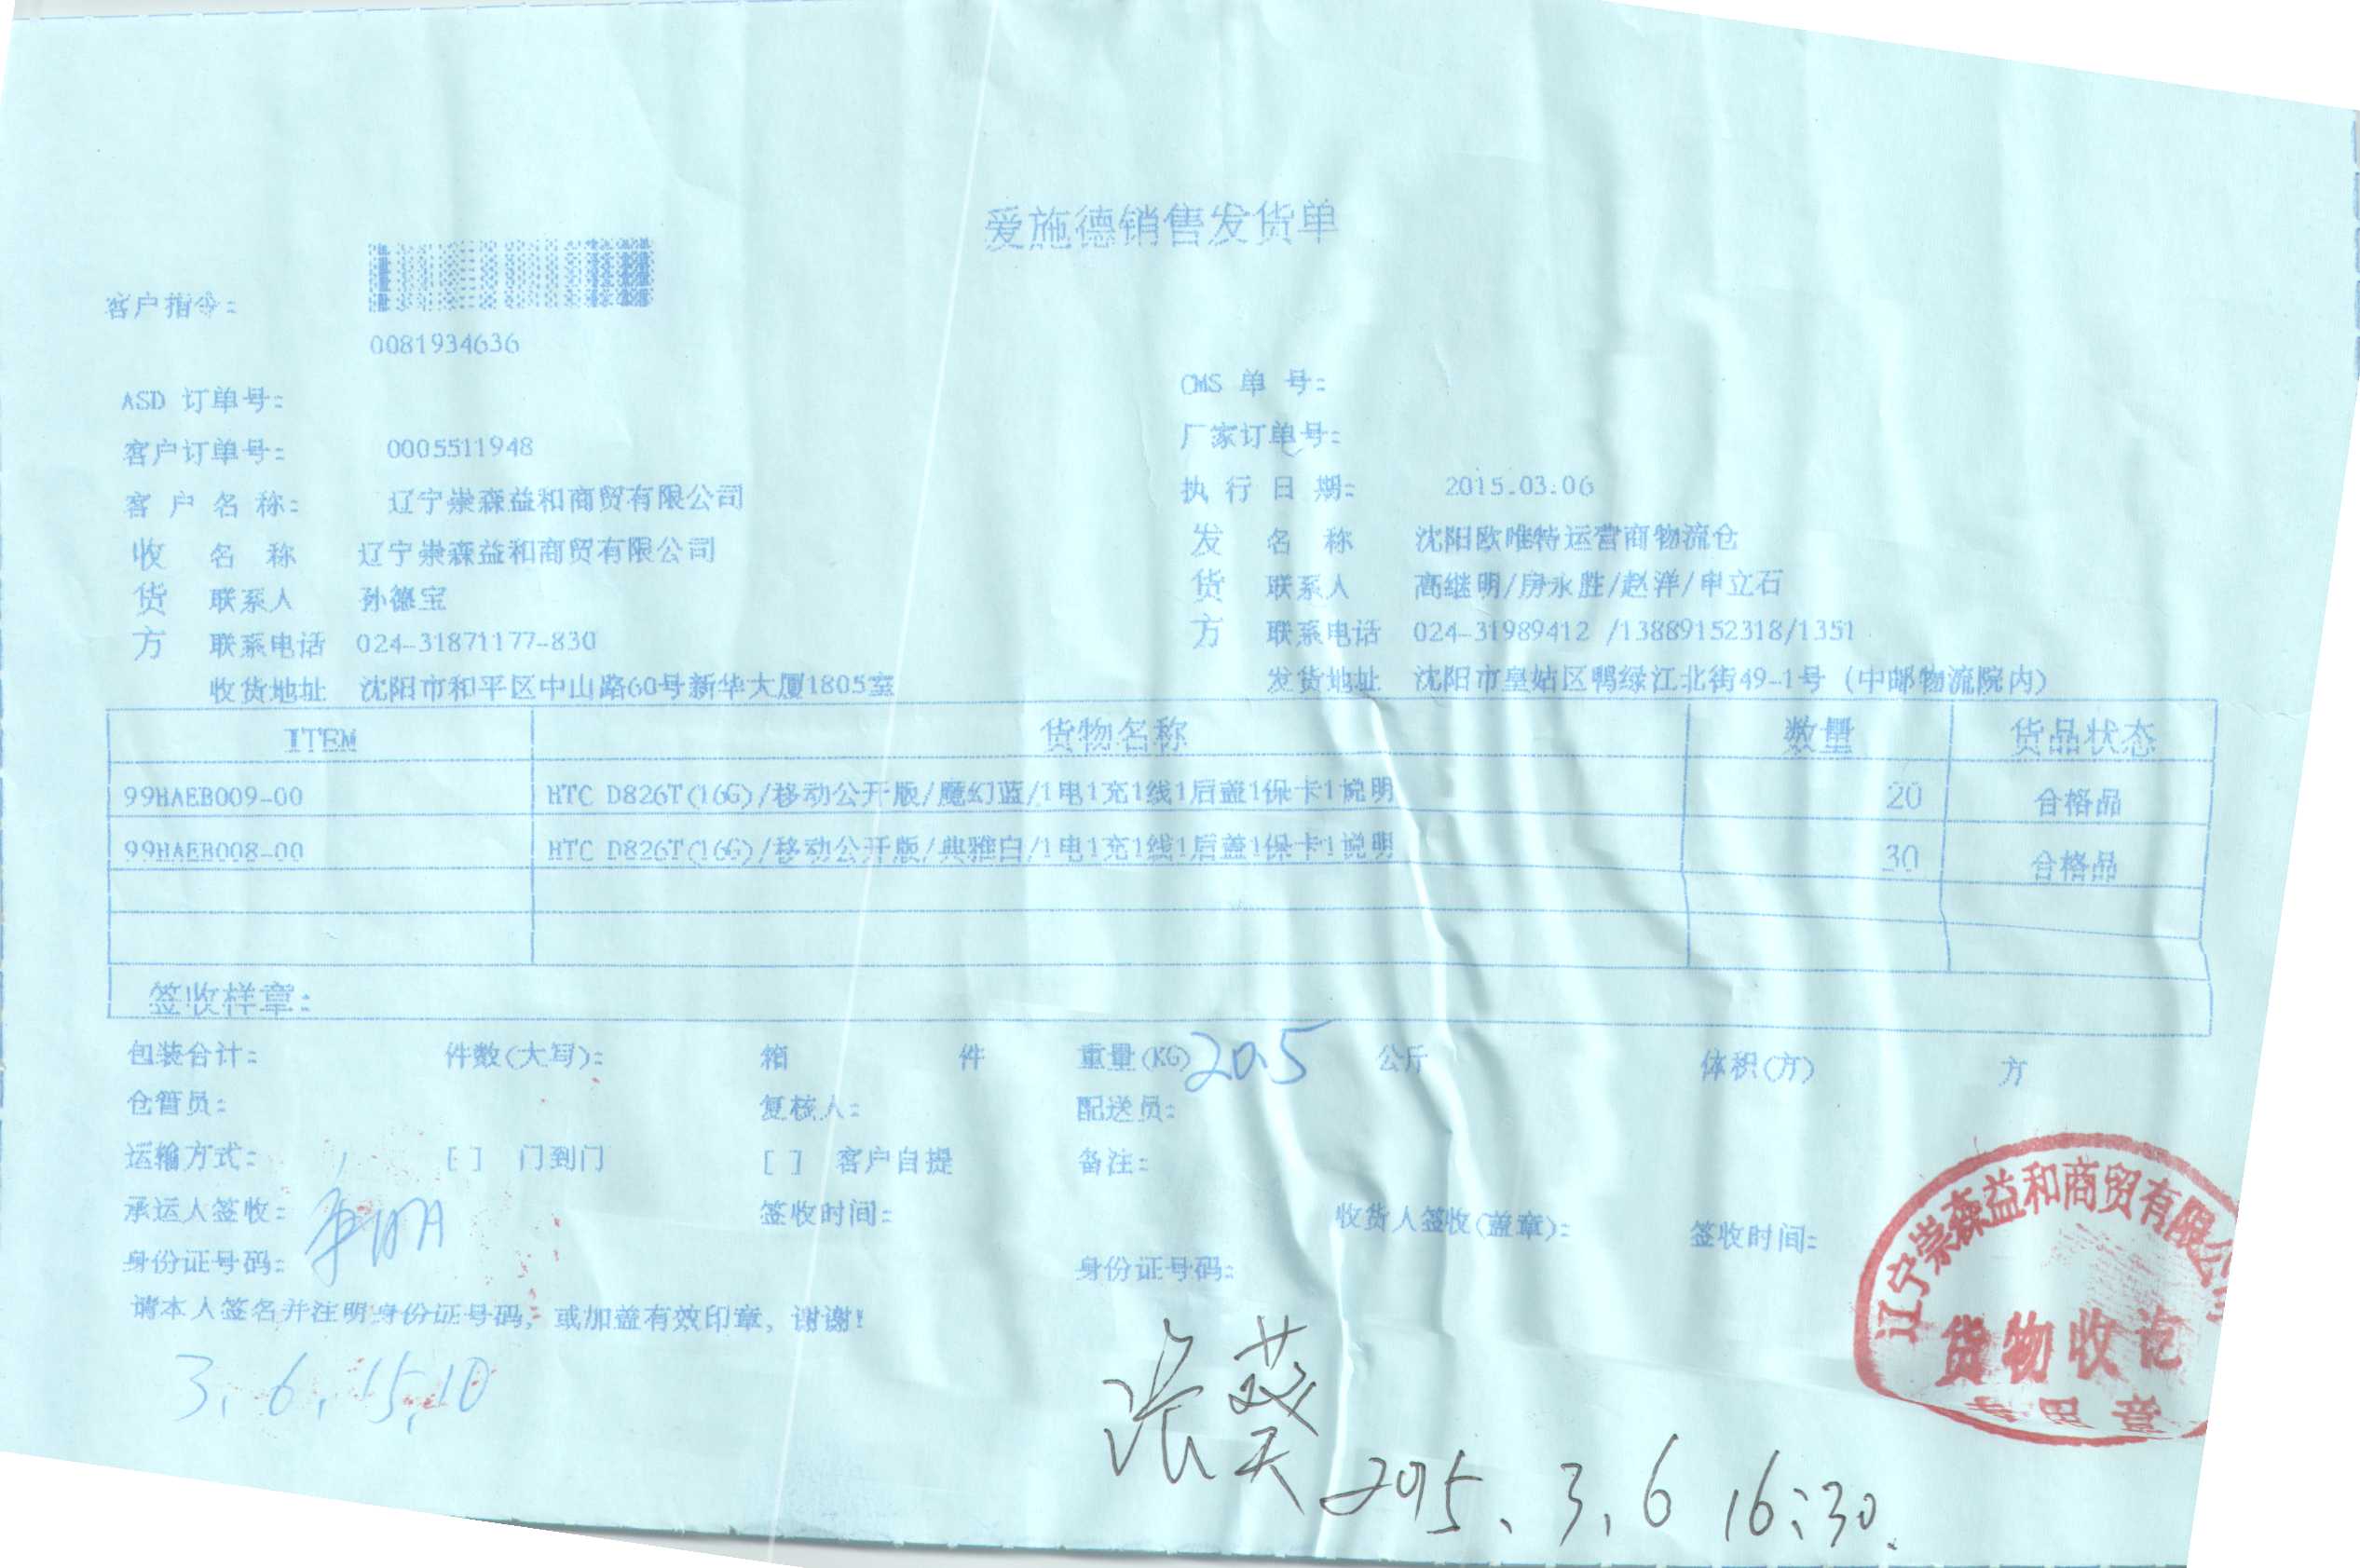 爱施德销售发货单
客户指令:
0081934636
ASD 订单号:
CMS 单 号:
客户订单号: 0005511948
厂家订单号:
客 户 名 称: 辽宁崇森益和商贸有限公司
执 行 日 期: 2015.03.06
收 名 称 辽宁崇森益和商贸有限公司
发 名 称 沈阳欧唯特运营商物流仓
货 联系人 孙德宝
货 联系人 高继明/房永胜/赵洋/申立石
方 联系电话 024-31871177-830
方 联系电话 024-31989412 /13889152318/1351
收货地址 沈阳市和平区中山路60号新华大厦1805室
发货地址 沈阳市皇姑区鸭绿江北街49-1号 (中邮物流院内)
ITEM 货物名称 数量 货品状态
99HAEB009-00 HTC D826T(16G)/移动公开版/魔幻蓝/1电1充1线1后盖1保卡1说明 20 合格品
99HAEB008-00 HTC D826T(16G)/移动公开版/典雅白/1电1充1线1后盖1保卡1说明 30 合格品
签收样章:
包装合计: 件数(大写): 箱 件 重量(KG) 20.5 公斤 体积(方) 方
仓管员: 复核人: 配送员:
运输方式: [ ] 门到门 [ ] 客户自提 备注:
承运人签收: 签收时间: 收货人签收(盖章): 签收时间:
身份证号码: 身份证号码:
请本人签名并注明身份证号码, 或加盖有效印章, 谢谢!
3.6.15.10
张葵
2015.3.6 16:30.
辽宁崇森益和商贸有限公
货物收讫
专用章